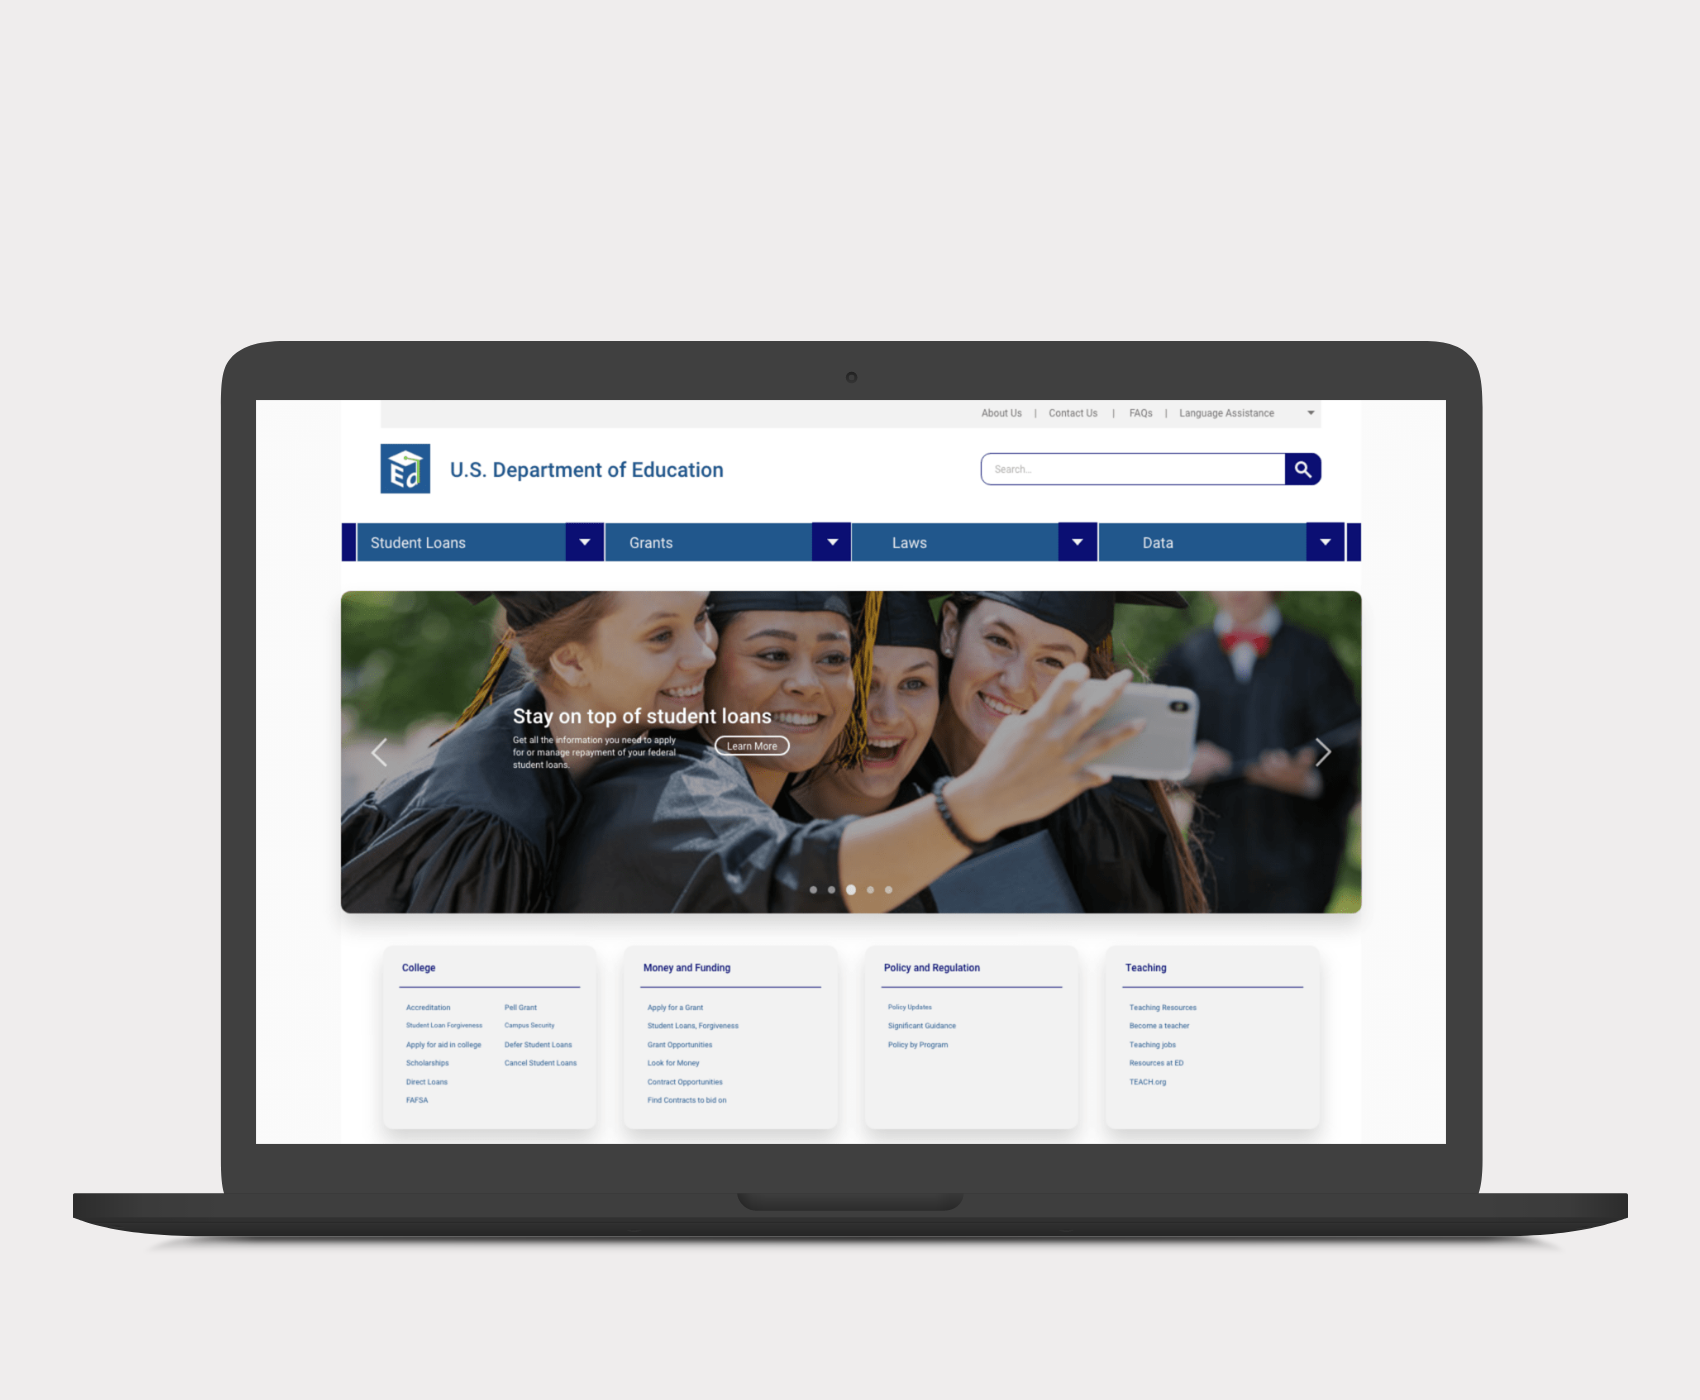 About Us | Contact Us | FAQs | Language Assistance
Ed
U.S. Department of Education
Search...
Student Loans
Grants
Laws
Data
Stay on top of student loans
Get all the information you need to apply
for or manage repayment of your federal
student loans.
Learn More
College
Accreditation
Student Loan Forgiveness
Apply for aid in college
Scholarships
Direct Loans
FAFSA
Pell Grant
Campus Security
Defer Student Loans
Cancel Student Loans
Money and Funding
Apply for a Grant
Student Loans, Forgiveness
Grant Opportunities
Look for Money
Contract Opportunities
Find Contracts to bid on
Policy and Regulation
Policy Updates
Significant Guidance
Policy by Program
Teaching
Teaching Resources
Become a teacher
Teaching jobs
Resources at ED
TEACH.org